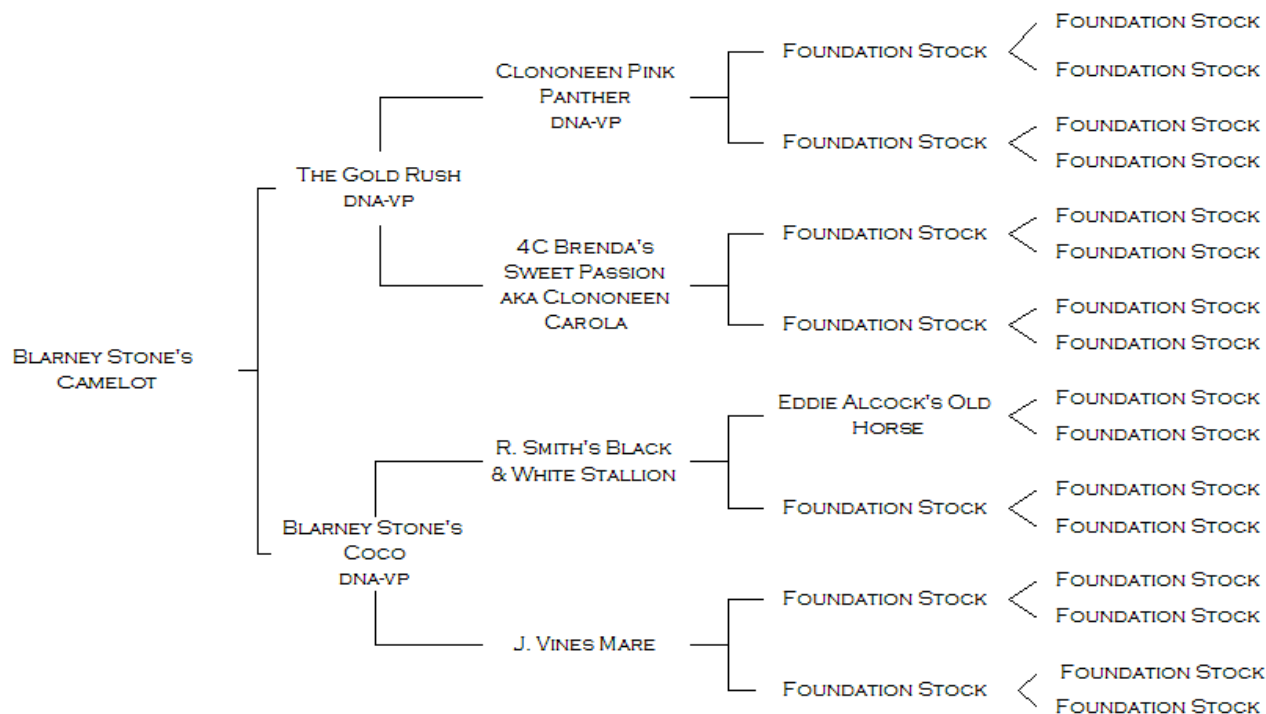 Foundation Stock
Foundation Stock
Clononeen Pink
Panther
DNA-VP
Foundation Stock
Foundation Stock
Foundation Stock
Foundation Stock
The Gold Rush
DNA-VP
4C Brenda's
Sweet Passion
aka Clononeen
Carola
Foundation Stock
Foundation Stock
Foundation Stock
Foundation Stock
Foundation Stock
Foundation Stock
Blarney Stone's
Camelot
R. Smith's Black
& White Stallion
Eddie Alcock's Old
Horse
Foundation Stock
Foundation Stock
Foundation Stock
Foundation Stock
Foundation Stock
Blarney Stone's
Coco
DNA-VP
J. Vines Mare
Foundation Stock
Foundation Stock
Foundation Stock
Foundation Stock
Foundation Stock
Foundation Stock